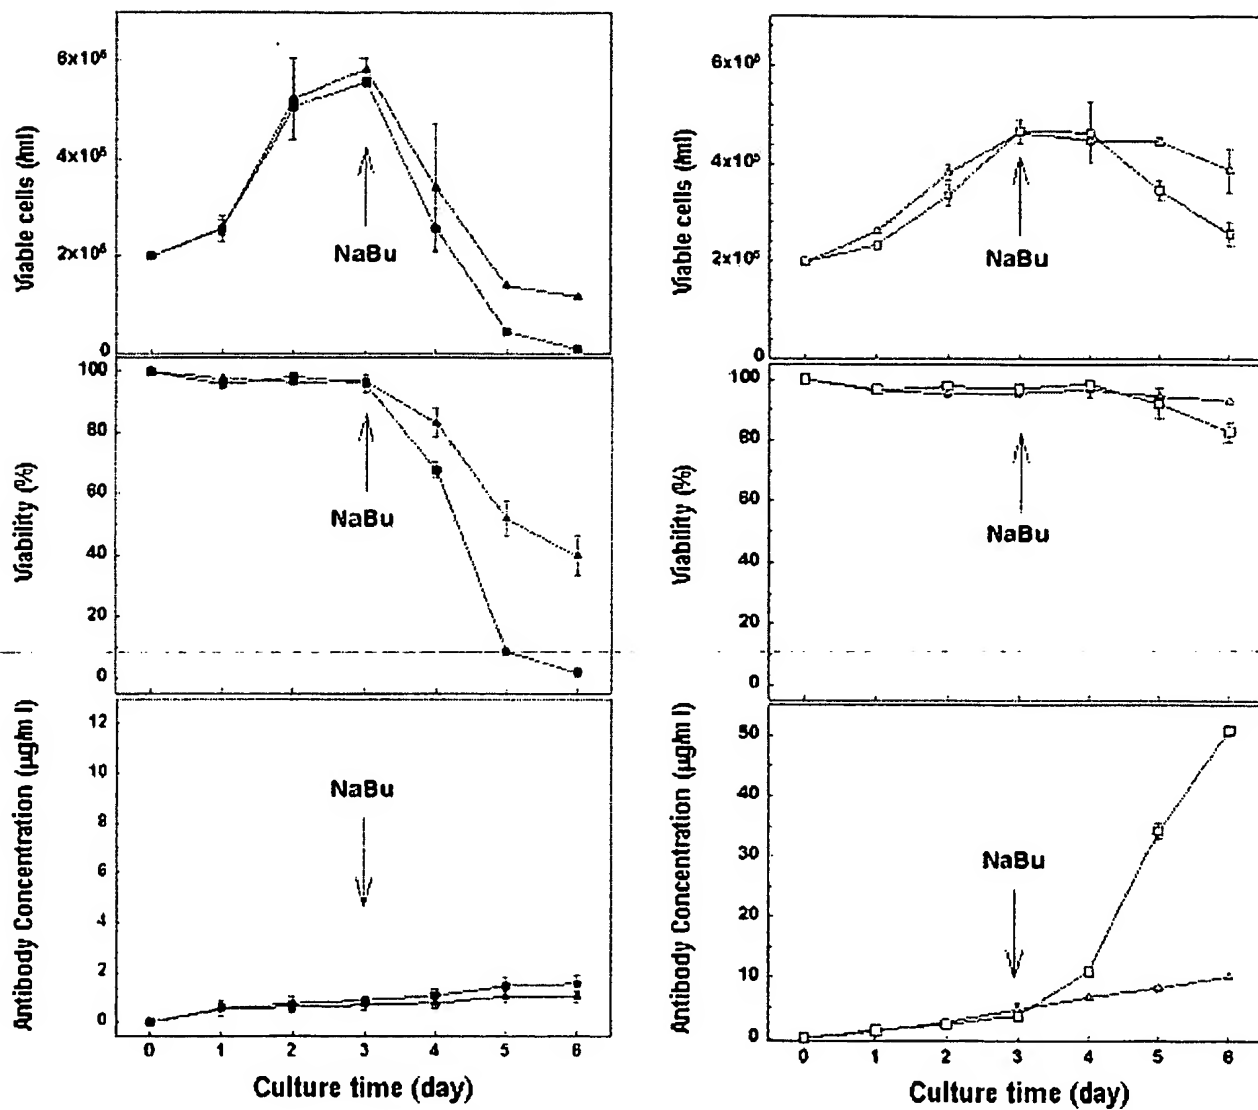 Viable cells (/ml)
6x10⁵
4x10⁵
2x10⁵
0
NaBu
Viability (%)
100
80
60
40
20
0
NaBu
Antibody Concentration (µg/ml)
12
10
8
6
4
2
0
NaBu
0 1 2 3 4 5 6
Culture time (day)
Viable cells (/ml)
6x10⁵
4x10⁵
2x10⁵
0
NaBu
Viability (%)
100
80
60
40
20
0
NaBu
Antibody Concentration (µg/ml)
50
40
30
20
10
0
NaBu
0 1 2 3 4 5 6
Culture time (day)